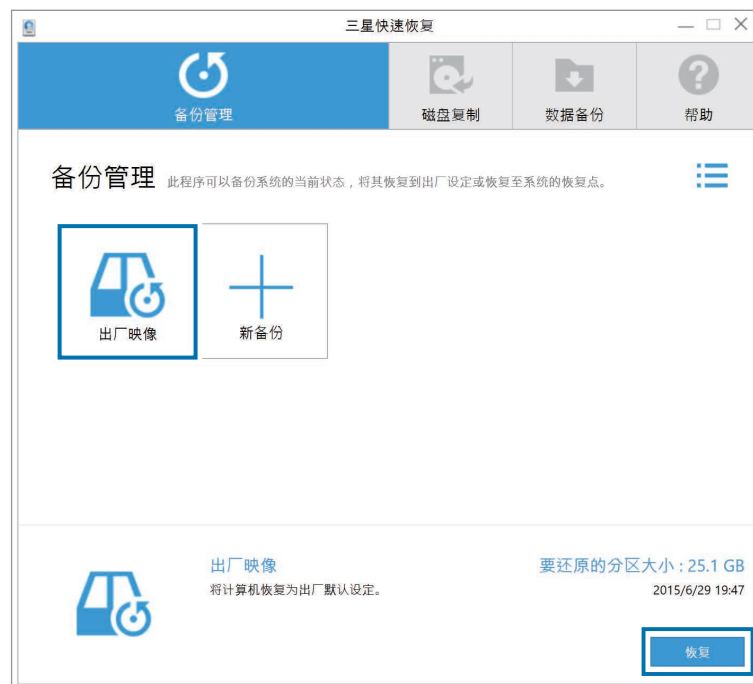 三星快速恢复
备份管理
磁盘复制
数据备份
帮助
备份管理 此程序可以备份系统的当前状态，将其恢复到出厂设定或恢复至系统的恢复点。
出厂映像
新备份
出厂映像
将计算机恢复为出厂默认设定。
要还原的分区大小 : 25.1 GB
2015/6/29 19:47
恢复